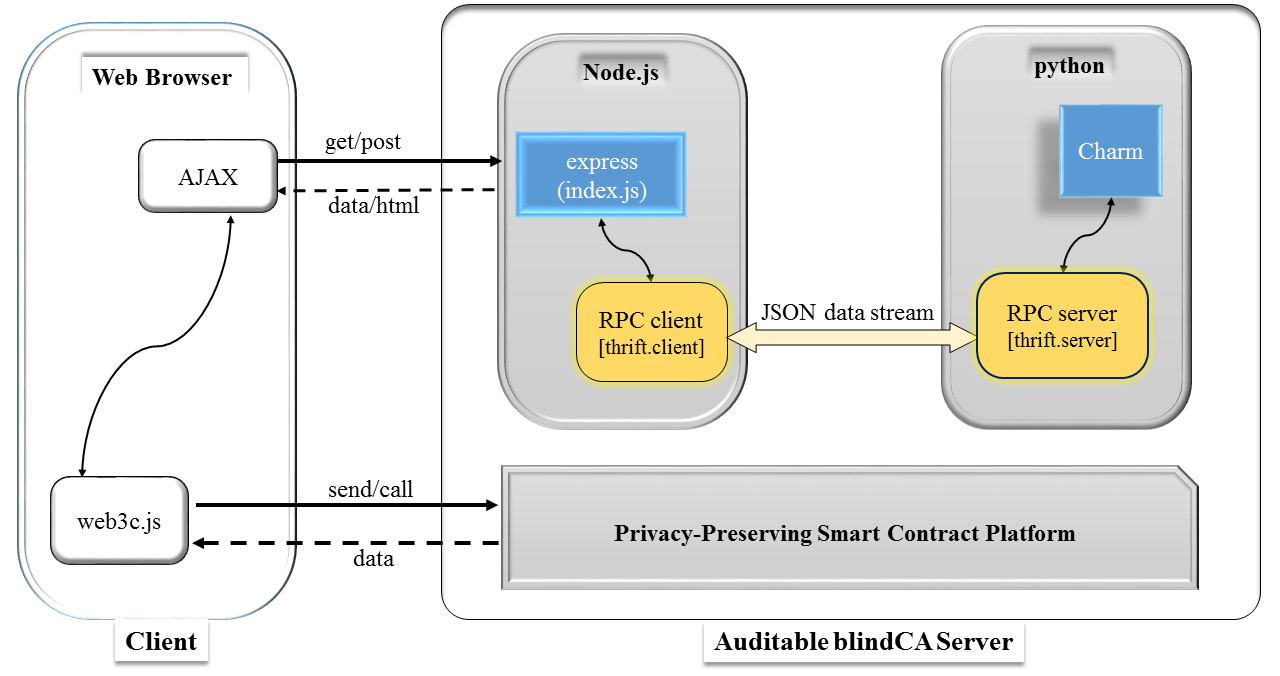 Web Browser
AJAX
web3c.js
Client
get/post
data/html
send/call
data
Node.js
express
(index.js)
RPC client
[thrift.client]
JSON data stream
python
Charm
RPC server
[thrift.server]
Privacy-Preserving Smart Contract Platform
Auditable blindCA Server